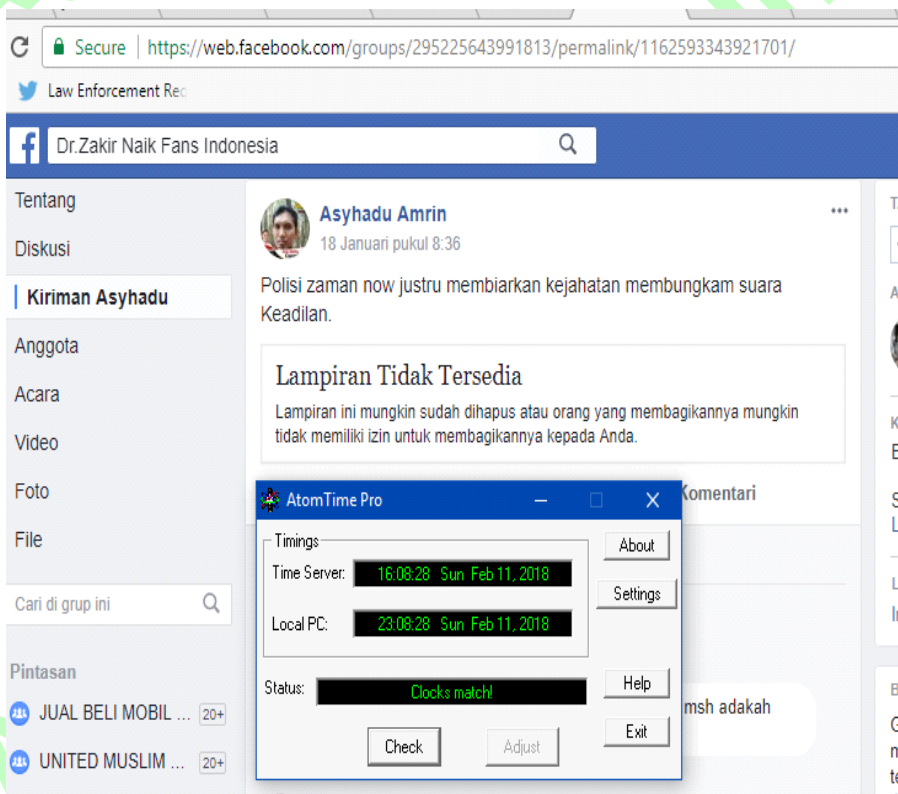 Secure | https://web.facebook.com/groups/295225643991813/permalink/1162593343921701/
Law Enforcement Rec
Dr.Zakir Naik Fans Indonesia
Tentang
Diskusi
Kiriman Asyhadu
Anggota
Acara
Video
Foto
File
Cari di grup ini
Pintasan
JUAL BELI MOBIL ... 20+
UNITED MUSLIM ... 20+
Asyhadu Amrin
18 Januari pukul 8:36
Polisi zaman now justru membiarkan kejahatan membungkam suara
Keadilan.
Lampiran Tidak Tersedia
Lampiran ini mungkin sudah dihapus atau orang yang membagikannya mungkin
tidak memiliki izin untuk membagikannya kepada Anda.
Komentari
msh adakah
AtomTime Pro
Timings
Time Server: 16:08:28 Sun Feb 11, 2018
Local PC: 23:08:28 Sun Feb 11, 2018
Status: Clocks match!
Check
Adjust
About
Settings
Help
Exit